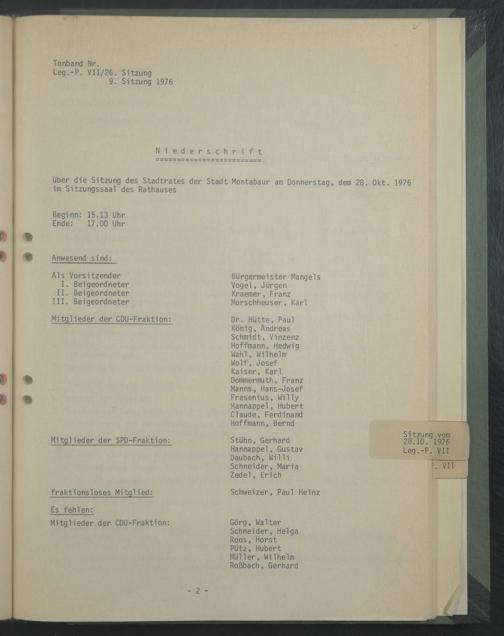 Tonband Nr.
Leg.-P. VII/26. Sitzung
9. Sitzung 1976
Niederschrift
über die Sitzung des Stadtrates der Stadt Montabaur am Donnerstag, dem 28. Okt. 1976
im Sitzungssaal des Rathauses
Beginn: 15.13 Uhr
Ende: 17.00 Uhr
Anwesend sind:
Als Vorsitzender Bürgermeister Mangels
I. Beigeordneter Vogel, Jürgen
II. Beigeordneter Kraemer, Franz
III. Beigeordneter Morschheuser, Karl
Mitglieder der CDU-Fraktion: Dr. Hütte, Paul
König, Andreas
Schmidt, Vinzenz
Hoffmann, Hedwig
Wahl, Wilhelm
Wolf, Josef
Kaiser, Karl
Dommermuth, Franz
Manns, Hans-Josef
Fresenius, Willy
Hannappel, Hubert
Claude, Ferdinand
Hoffmann, Bernd
Mitglieder der SPD-Fraktion: Stühn, Gerhard
Hannappel, Gustav
Daubach, Willi
Schneider, Maria
Zedel, Erich
fraktionsloses Mitglied: Schweizer, Paul Heinz
Es fehlen:
Mitglieder der CDU-Fraktion: Görg, Walter
Schneider, Helga
Roos, Horst
Pütz, Hubert
Müller, Wilhelm
Roßbach, Gerhard
- 2 -
Sitzung vom
28.10. 1976
Leg.-P. VII
P. VII